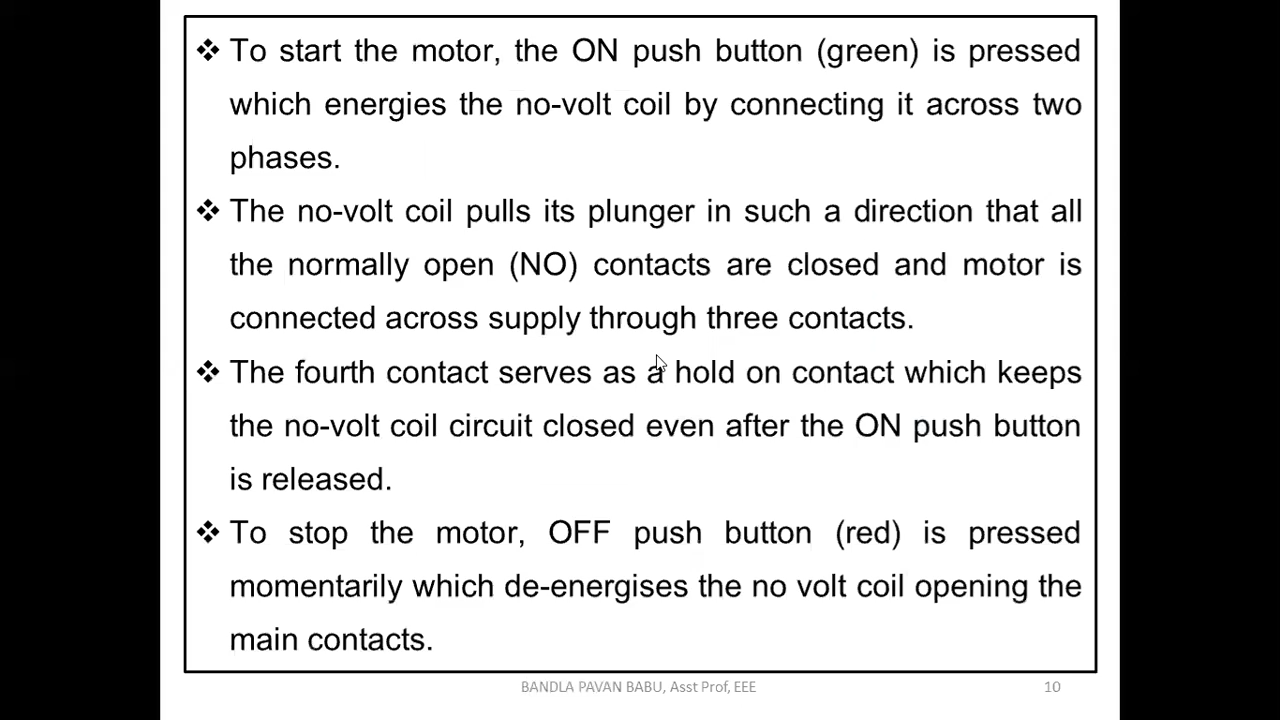 ❖ To start the motor, the ON push button (green) is pressed
which energies the no-volt coil by connecting it across two
phases.
❖ The no-volt coil pulls its plunger in such a direction that all
the normally open (NO) contacts are closed and motor is
connected across supply through three contacts.
❖ The fourth contact serves as a hold on contact which keeps
the no-volt coil circuit closed even after the ON push button
is released.
❖ To stop the motor, OFF push button (red) is pressed
momentarily which de-energises the no volt coil opening the
main contacts.
BANDLA PAVAN BABU, Asst Prof, EEE
10